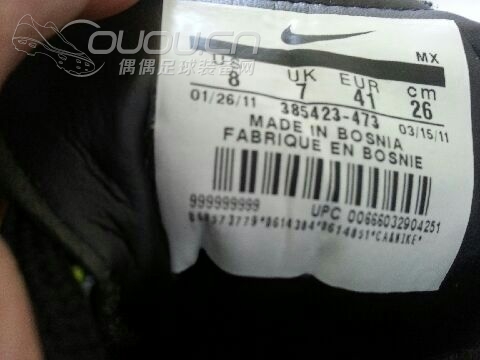 OUOU.CN
偶偶足球装备网
US UK EUR cm MX
8 7 41 26
01/26/11 385423-473 03/15/11
MADE IN BOSNIA
FABRIQUE EN BOSNIE
999999999 UPC 00666032904251